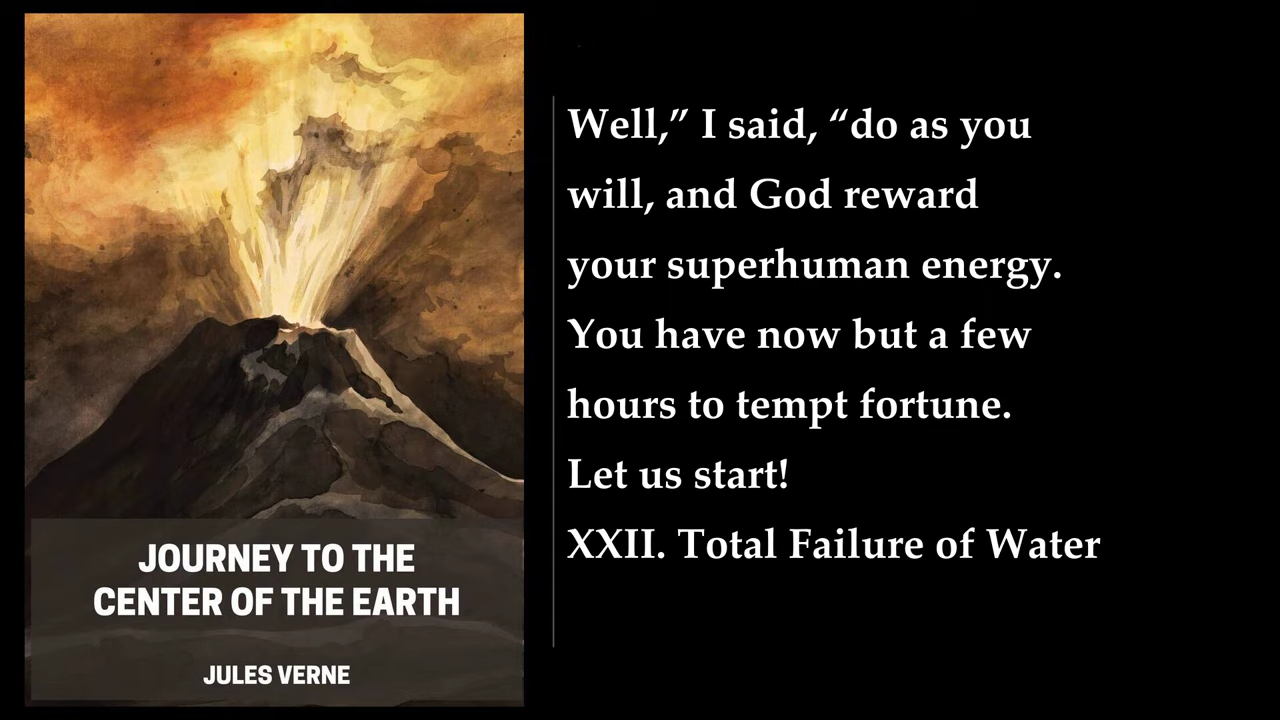 JOURNEY TO THE
CENTER OF THE EARTH
JULES VERNE
Well,” I said, “do as you
will, and God reward
your superhuman energy.
You have now but a few
hours to tempt fortune.
Let us start!
XXII. Total Failure of Water